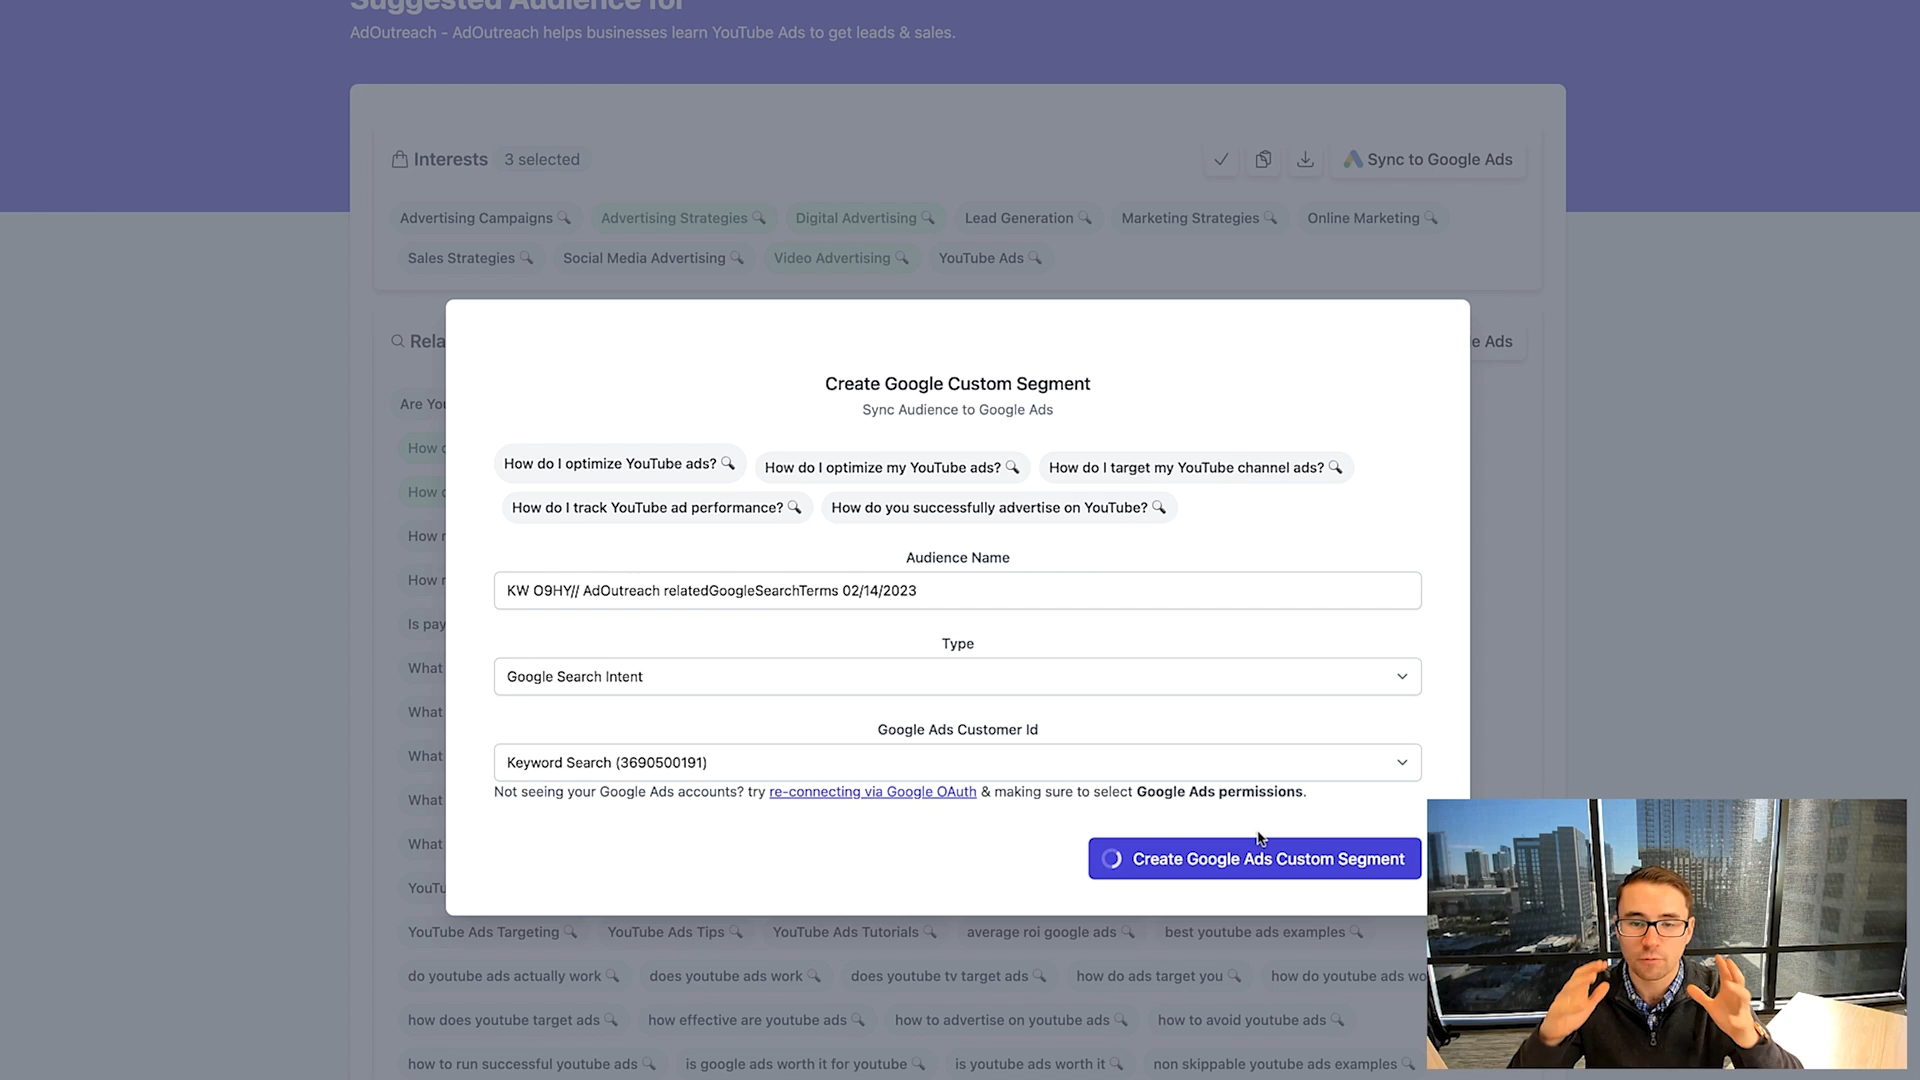 Suggested Audience for
AdOutreach - AdOutreach helps businesses learn YouTube Ads to get leads & sales.
Interests 3 selected
Sync to Google Ads
Advertising Campaigns Advertising Strategies Digital Advertising Lead Generation Marketing Strategies Online Marketing
Sales Strategies Social Media Advertising Video Advertising YouTube Ads
Create Google Custom Segment
Sync Audience to Google Ads
How do I optimize YouTube ads? How do I optimize my YouTube ads? How do I target my YouTube channel ads?
How do I track YouTube ad performance? How do you successfully advertise on YouTube?
Audience Name
KW O9HY// AdOutreach relatedGoogleSearchTerms 02/14/2023
Type
Google Search Intent
Google Ads Customer Id
Keyword Search (3690500191)
Not seeing your Google Ads accounts? try re-connecting via Google OAuth & making sure to select Google Ads permissions.
Create Google Ads Custom Segment
Rela
e Ads
Are You
How
How
How
How
Is pay
What
What
What
What
What
YouTu
YouTube Ads Targeting YouTube Ads Tips YouTube Ads Tutorials average roi google ads best youtube ads examples
do youtube ads actually work does youtube ads work does youtube tv target ads how do ads target you how do youtube ads wo
how does youtube target ads how effective are youtube ads how to advertise on youtube ads how to avoid youtube ads
how to run successful youtube ads is google ads worth it for youtube is youtube ads worth it non skippable youtube ads examples